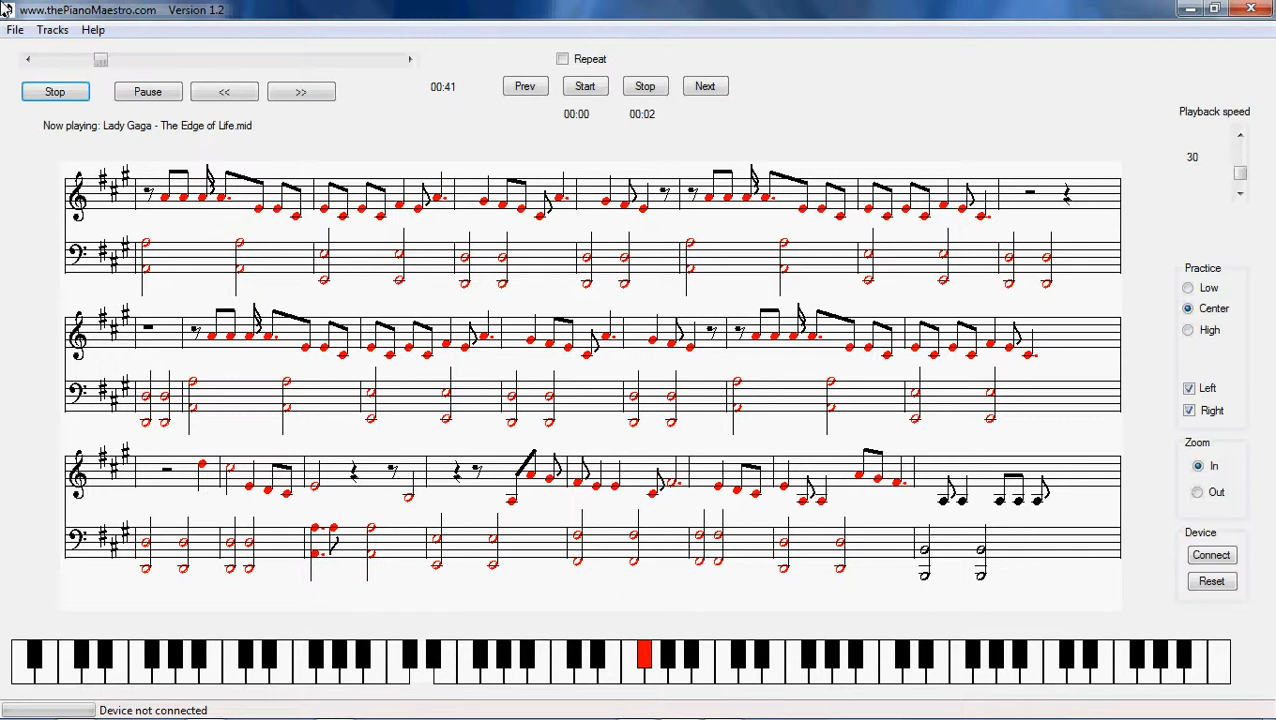 www.thePianoMaestro.com Version 1.2
File Tracks Help
Repeat
Stop Pause << >> 00:41 Prev Start Stop Next
00:00 00:02
Playback speed
Now playing: Lady Gaga - The Edge of Life.mid
30
Practice
Low
Center
High
Left
Right
Zoom
In
Out
Device
Connect
Reset
Device not connected